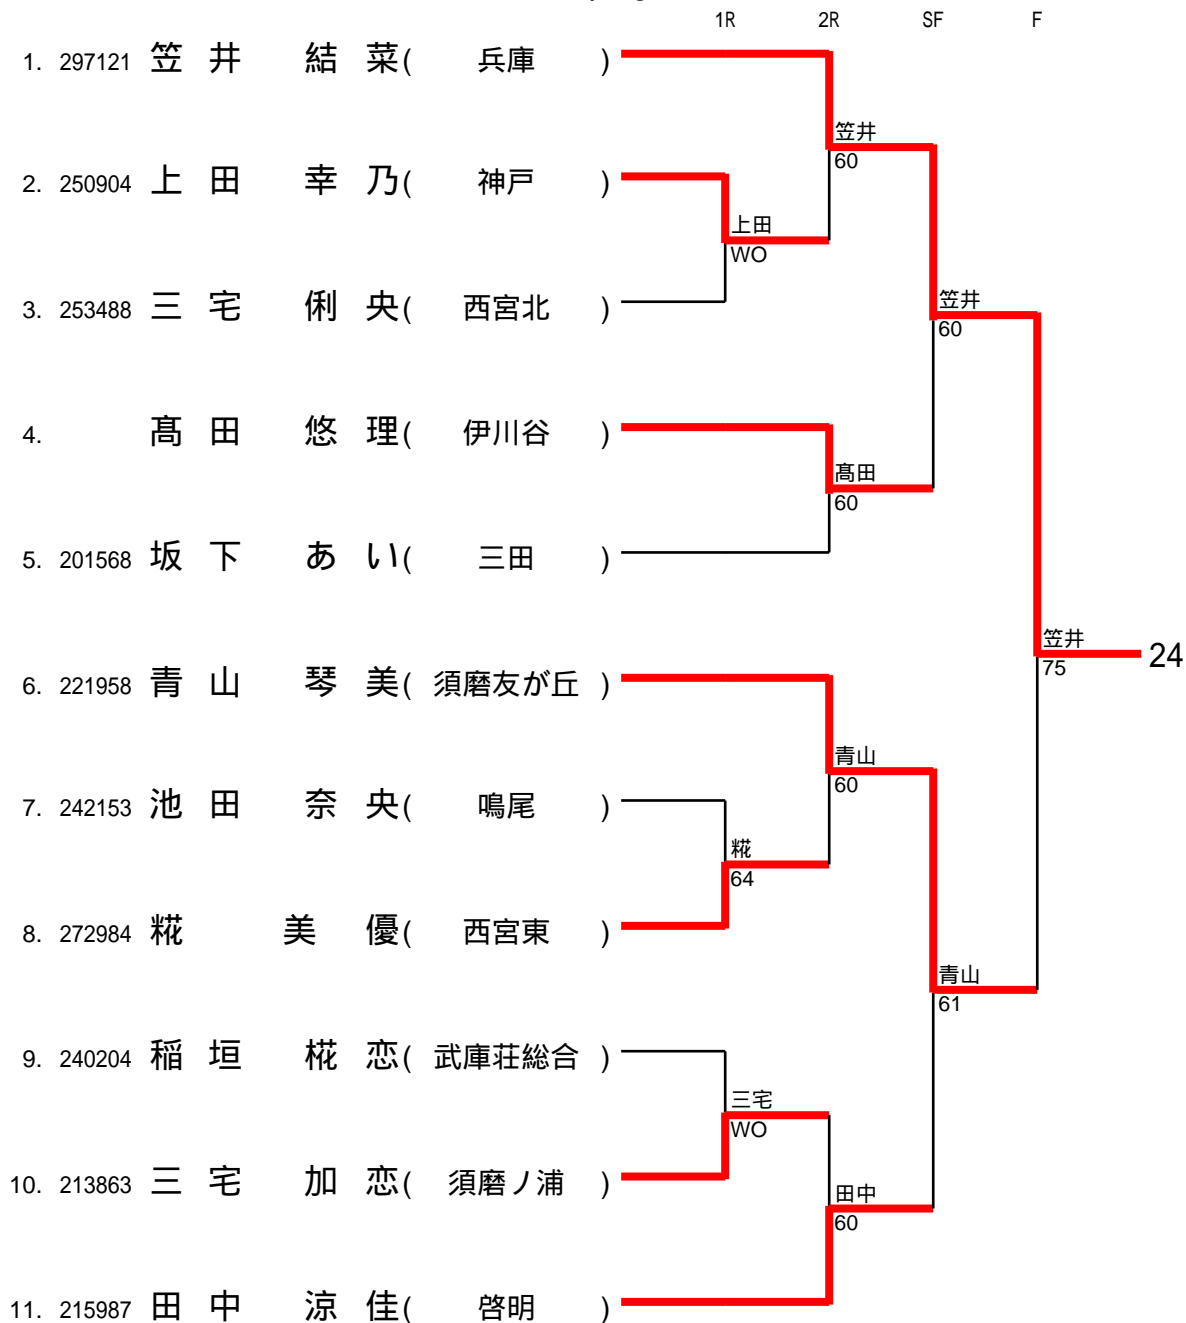 1R 2R SF F
1. 297121 笠井 結菜( 兵庫 )
笠井
60
2. 250904 上田 幸乃( 神戸 )
上田
WO
3. 253488 三宅 俐央( 西宮北 )
笠井
60
4. 髙田 悠理( 伊川谷 )
髙田
60
5. 201568 坂下 あい( 三田 )
笠井
75
24
6. 221958 青山 琴美( 須磨友が丘 )
青山
60
7. 242153 池田 奈央( 鳴尾 )
糀
64
8. 272984 糀 美優( 西宮東 )
青山
61
9. 240204 稲垣 椛恋( 武庫荘総合 )
三宅
WO
10. 213863 三宅 加恋( 須磨ノ浦 )
田中
60
11. 215987 田中 涼佳( 啓明 )